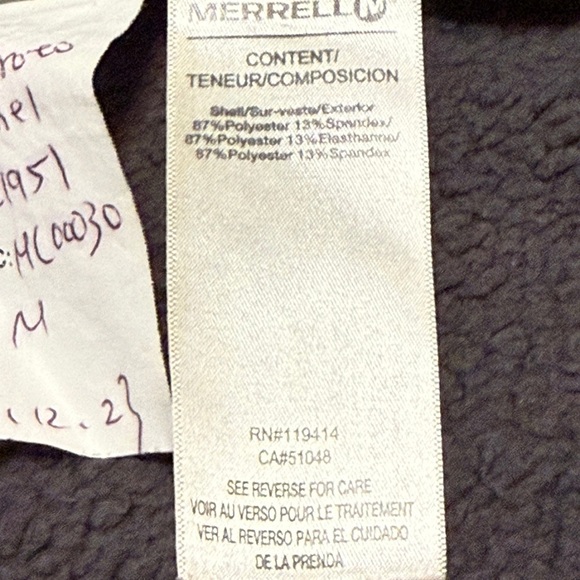 MERRELL
CONTENT/
TENEUR/COMPOSICION
Shell/Sur-veste/Exterior
87%Polyester 13%Spandex/
87%Polyester 13%Elasthanne/
87%Polyester 13%Spandex
RN#119414
CA#51048
SEE REVERSE FOR CARE
VOIR AU VERSO POUR LE TRAITEMENT
VER AL REVERSO PARA EL CUIDADO
DE LA PRENDA
M